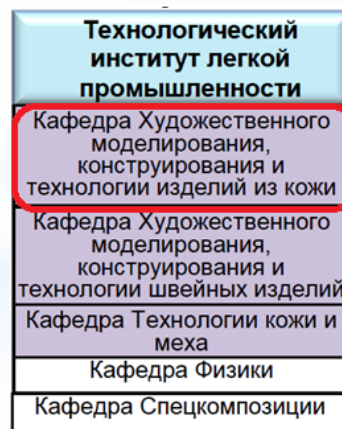 Технологический
институт легкой
промышленности
Кафедра Художественного
моделирования,
конструирования и
технологии изделий из кожи
Кафедра Художественного
моделирования,
конструирования и
технологии швейных изделий
Кафедра Технологии кожи и
меха
Кафедра Физики
Кафедра Спецкомпозиции